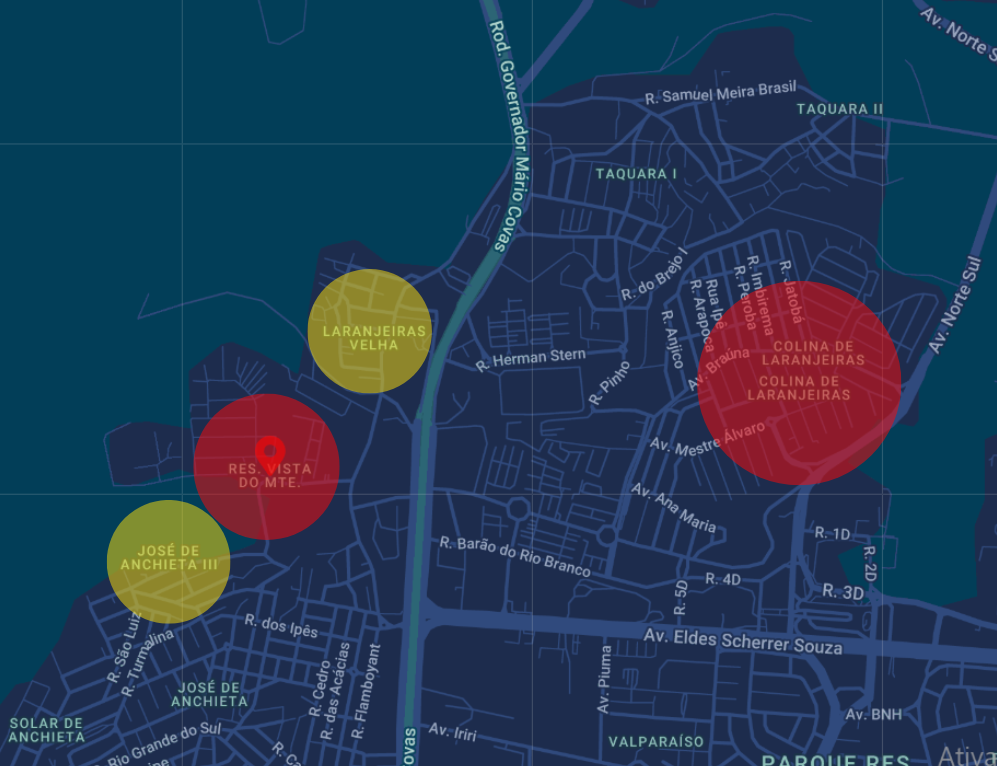 Av. Norte S
Rod. Governador Mário Covas
R. Samuel Meira Brasil
TAQUARA II
TAQUARA I
R. do Brejo I
Rua Ipê
R. Arapoca
R. Peroba
R. Imbirema
R. Jatobá
Av. Norte Sul
LARANJEIRAS
VELHA
R. Anjico
R. Herman Stern
R. Pinho
Av. Braúna
COLINA DE
LARANJEIRAS
COLINA DE
LARANJEIRAS
Av. Mestre Álvaro
RES. VISTA
DO MTE.
Av. Ana Maria
R. 1D
R. 2D
JOSÉ DE
ANCHIETA III
R. Barão do Rio Branco
R. 4D
R. 5D
R. 3D
R. dos Ipês
Av. Eldes Scherrer Souza
R. São Luiz
R. Turmalina
R. Cedro
R. das Acácias
R. Flamboyant
Av. Piuma
JOSÉ DE
ANCHIETA
SOLAR DE
ANCHIETA
Rio Grande do Sul
R. Ca
ovas
Av. Iriri
VALPARAÍSO
Av. BNH
PARQUE RES
Ativa